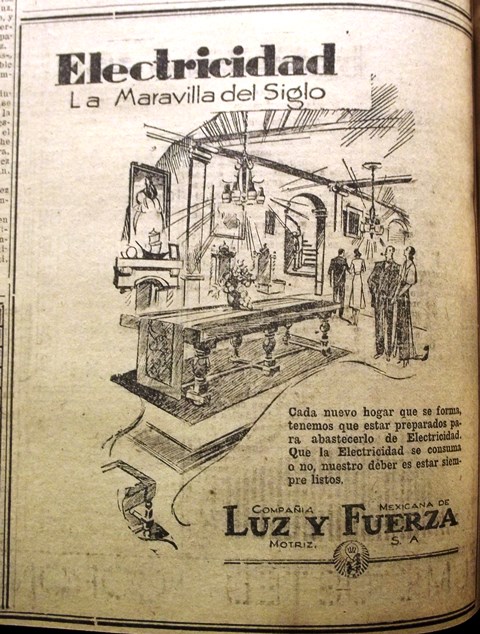 Electricidad
La Maravilla del Siglo
Cada nuevo hogar que se forma,
tenemos que estar preparados pa-
ra abastecerlo de Electricidad.
Que la Electricidad se consuma
o no, nuestro deber es estar siem-
pre listos.
COMPAÑIA MEXICANA DE
LUZ Y FUERZA
MOTRIZ, S. A.